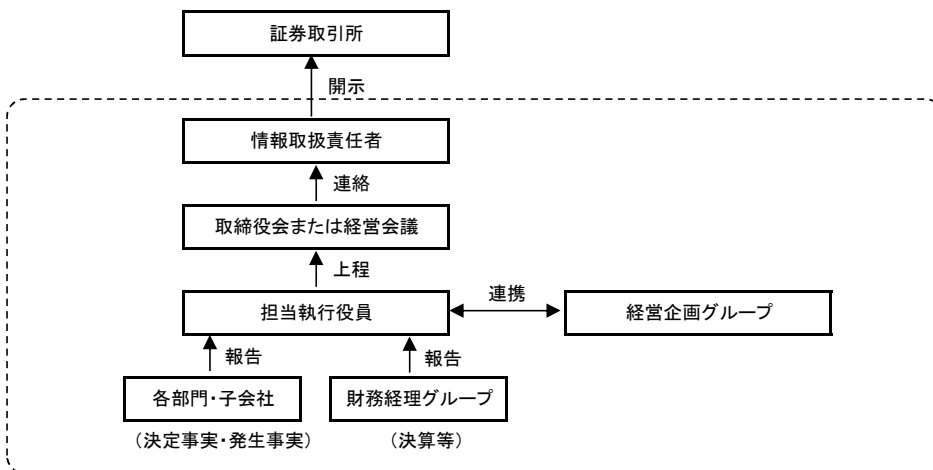 証券取引所
開示
情報取扱責任者
連絡
取締役会または経営会議
上程
担当執行役員
連携
経営企画グループ
報告
報告
各部門・子会社
財務経理グループ
（決定事実・発生事実）
（決算等）